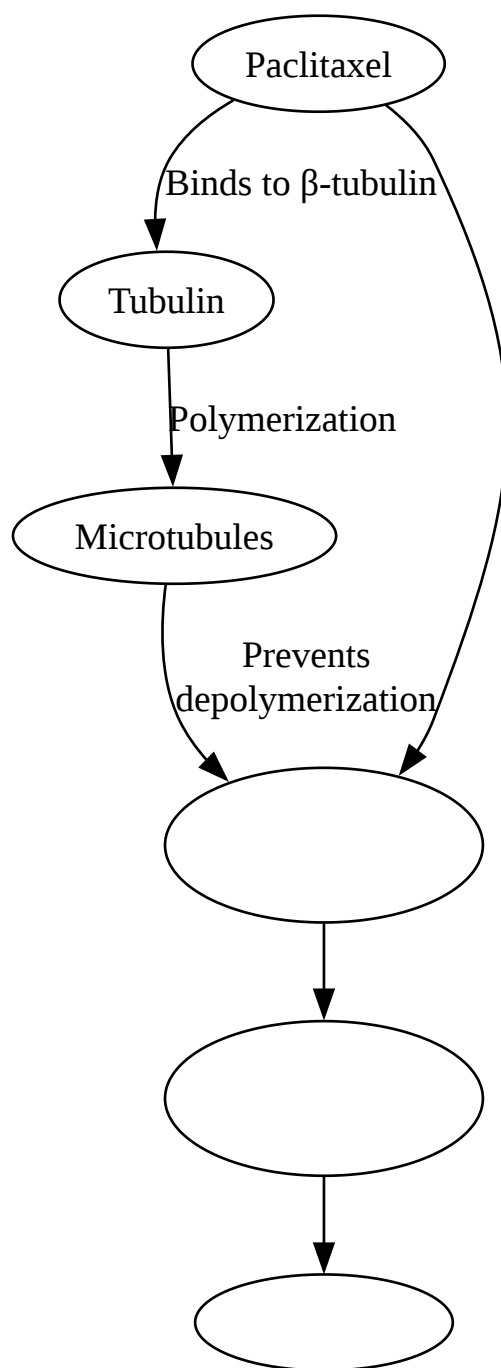 Paclitaxel
Binds to β-tubulin
Tubulin
Polymerization
Microtubules
Prevents
depolymerization